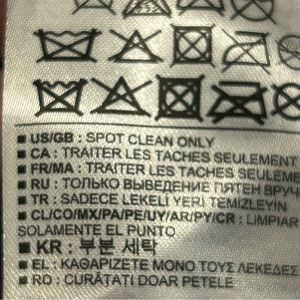 ■ US/GB : SPOT CLEAN ONLY
■ CA : TRAITER LES TACHES SEULEMENT
■ FR/MA : TRAITER LES TACHES SEULEMENT
■ RU : ТОЛЬКО ВЫВЕДЕНИЕ ПЯТЕН ВРУЧ
■ TR : SADECE LEKELİ YERİ TEMİZLEYİN
■ CL/CO/MX/PA/PE/UY/AR/PY/CR : LIMPIAR
SOLAMENTE EL PUNTO
■ KR : 부분 세탁
■ EL : ΚΑΘΑΡΙΖΕΤΕ ΜΟΝΟ ΤΟΥΣ ΛΕΚΕΔΕΣ
■ RO : CURĂTATI DOAR PETELE